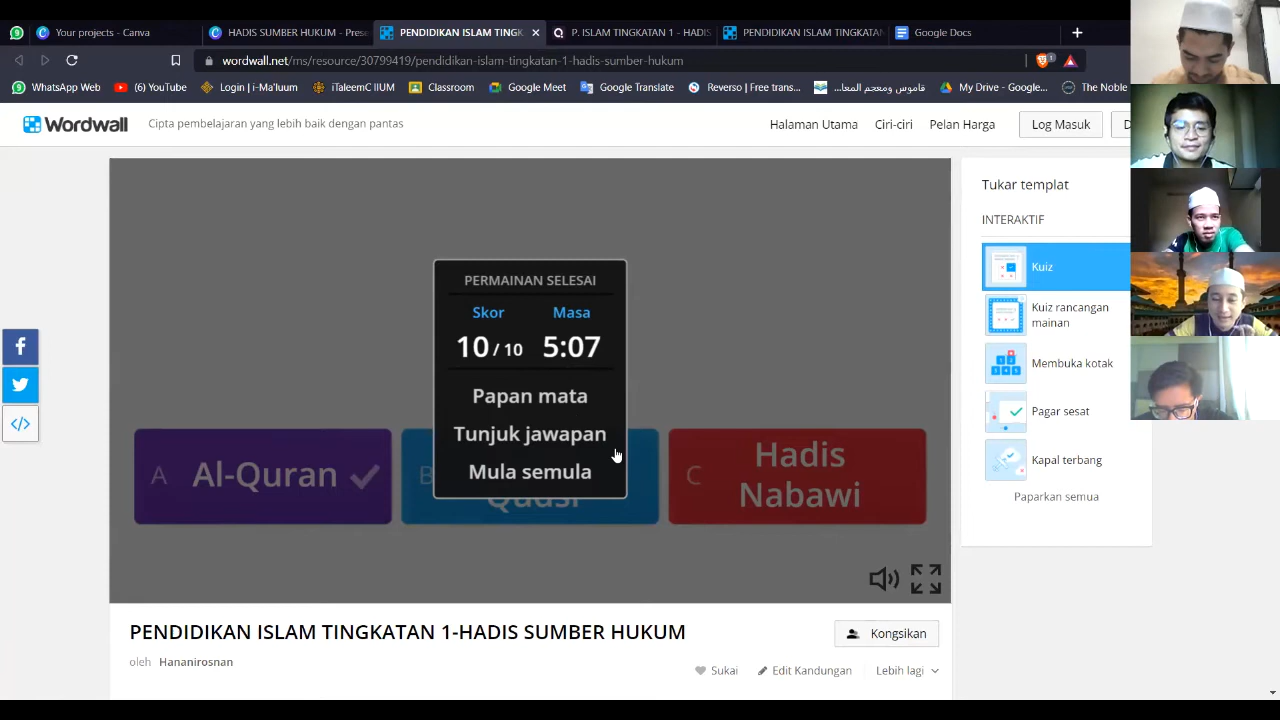 Your projects - Canva
HADIS SUMBER HUKUM - Prese
PENDIDIKAN ISLAM TINGK
P. ISLAM TINGKATAN 1 - HADIS
PENDIDIKAN ISLAM TINGKATAN
Google Docs
wordwall.net/ms/resource/30799419/pendidikan-islam-tingkatan-1-hadis-sumber-hukum
1
WhatsApp Web
(6) YouTube
Login | i-Ma'luum
iTaleemC IIUM
Classroom
Google Meet
Google Translate
Reverso | Free trans...
قاموس ومعجم المعا...
My Drive - Google...
The Noble
Wordwall
Cipta pembelajaran yang lebih baik dengan pantas
Halaman Utama
Ciri-ciri
Pelan Harga
Log Masuk
D
PERMAINAN SELESAI
Skor
Masa
10 / 10
5:07
Papan mata
Tunjuk jawapan
Mula semula
A Al-Quran
B
Qudsi
C Hadis
Nabawi
Tukar templat
INTERAKTIF
Kuiz
Kuiz rancangan
mainan
Membuka kotak
Pagar sesat
Kapal terbang
Paparkan semua
PENDIDIKAN ISLAM TINGKATAN 1-HADIS SUMBER HUKUM
Kongsikan
oleh Hananirosnan
Sukai
Edit Kandungan
Lebih lagi